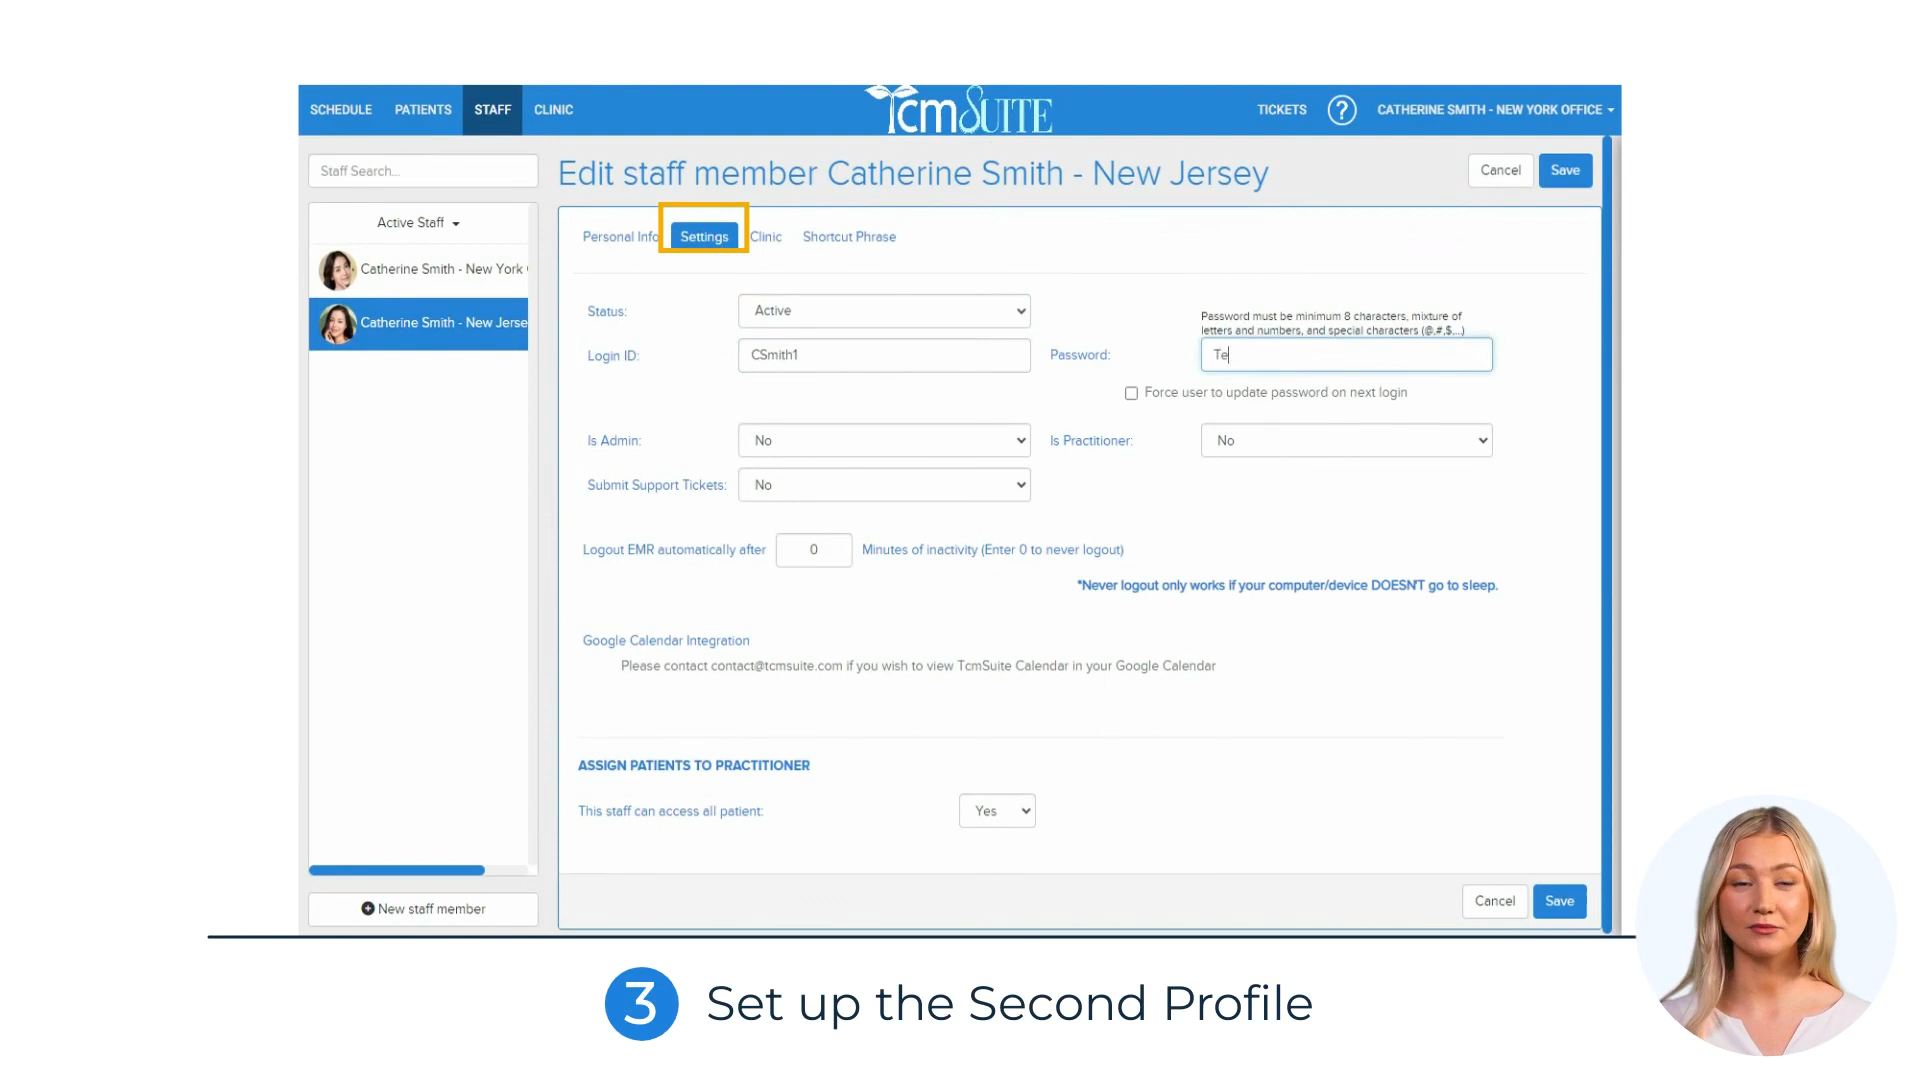 SCHEDULE PATIENTS STAFF CLINIC TcmSUITE TICKETS ? CATHERINE SMITH - NEW YORK OFFICE
Staff Search...
Edit staff member Catherine Smith - New Jersey
Cancel Save
Active Staff
Catherine Smith - New York
Catherine Smith - New Jerse
Personal Info Settings Clinic Shortcut Phrase
Status: Active
Password must be minimum 8 characters, mixture of
letters and numbers, and special characters (@,#,$,...)
Login ID: CSmith1 Password: Te
Force user to update password on next login
Is Admin: No Is Practitioner: No
Submit Support Tickets: No
Logout EMR automatically after 0 Minutes of inactivity (Enter 0 to never logout)
*Never logout only works if your computer/device DOESN'T go to sleep.
Google Calendar Integration
Please contact contact@tcmsuite.com if you wish to view TcmSuite Calendar in your Google Calendar
ASSIGN PATIENTS TO PRACTITIONER
This staff can access all patient: Yes
New staff member
Cancel Save
3 Set up the Second Profile